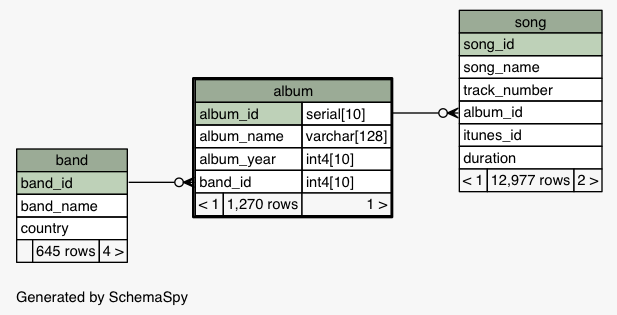 song
song_id
song_name
track_number
album_id
itunes_id
duration
< 1 12,977 rows 2 >
album
album_id serial[10]
album_name varchar[128]
album_year int4[10]
band_id int4[10]
< 1 1,270 rows 1 >
band
band_id
band_name
country
645 rows 4 >
Generated by SchemaSpy